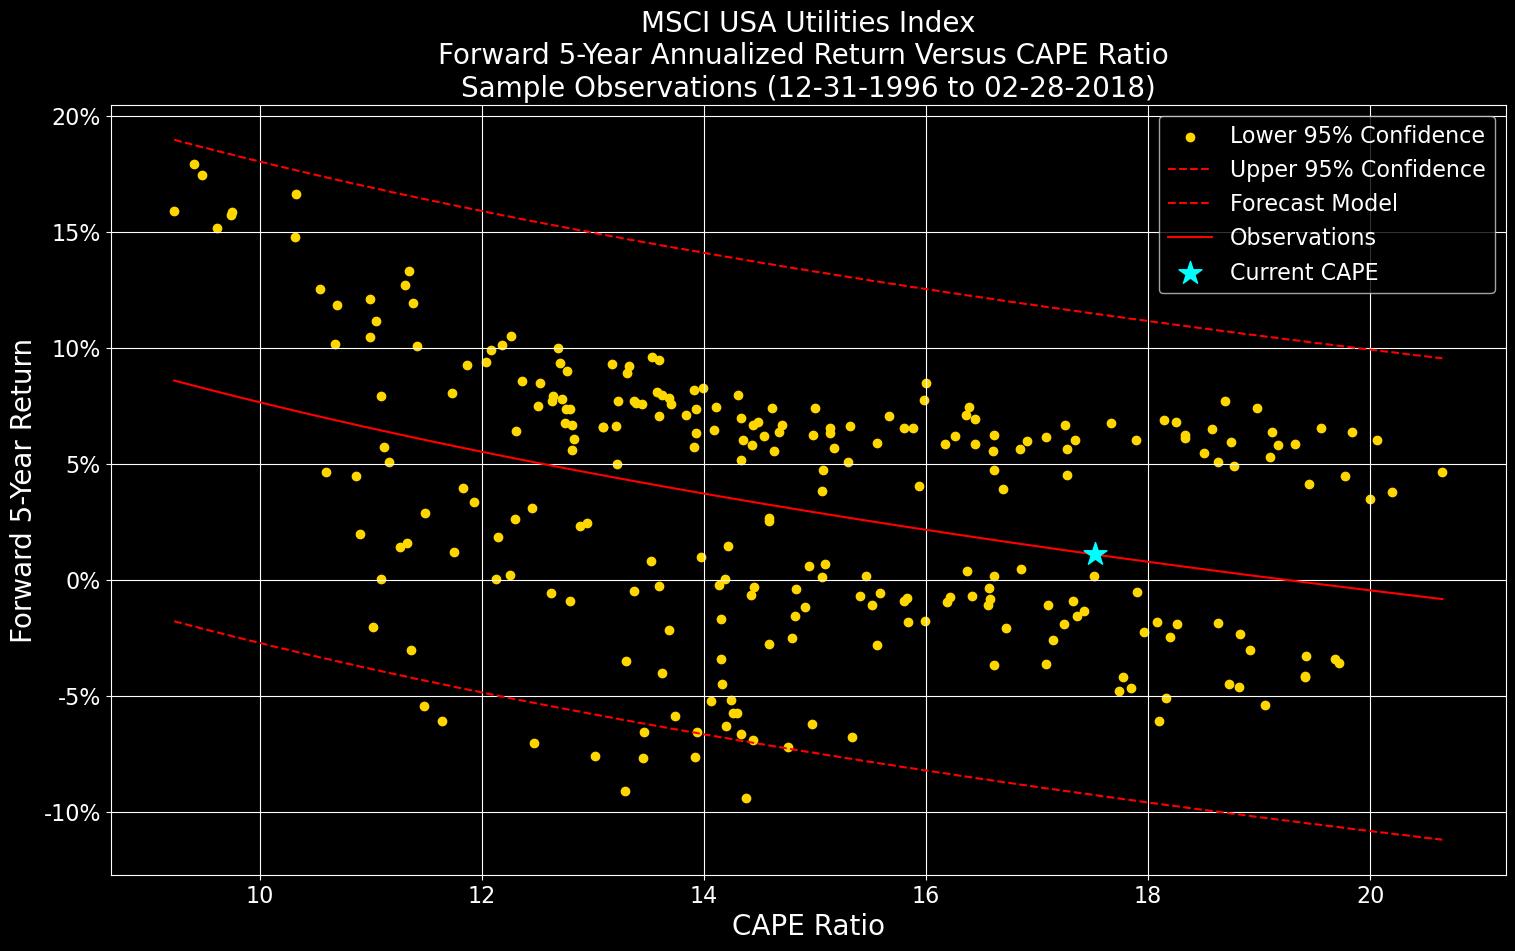 MSCI USA Utilities Index
Forward 5-Year Annualized Return Versus CAPE Ratio
Sample Observations (12-31-1996 to 02-28-2018)
20%
15%
10%
5%
0%
-5%
-10%
Forward 5-Year Return
Lower 95% Confidence
Upper 95% Confidence
Forecast Model
Observations
Current CAPE
10
12
14
16
18
20
CAPE Ratio